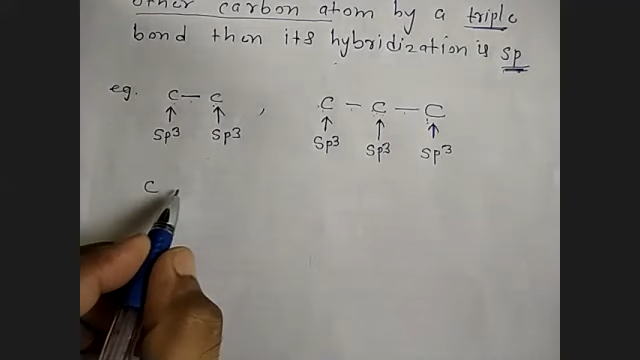 other carbon atom by a triple
bond then its hybridization is sp
eg. C — C , C — C — C
Sp3 Sp3 Sp3 Sp3 Sp3
C